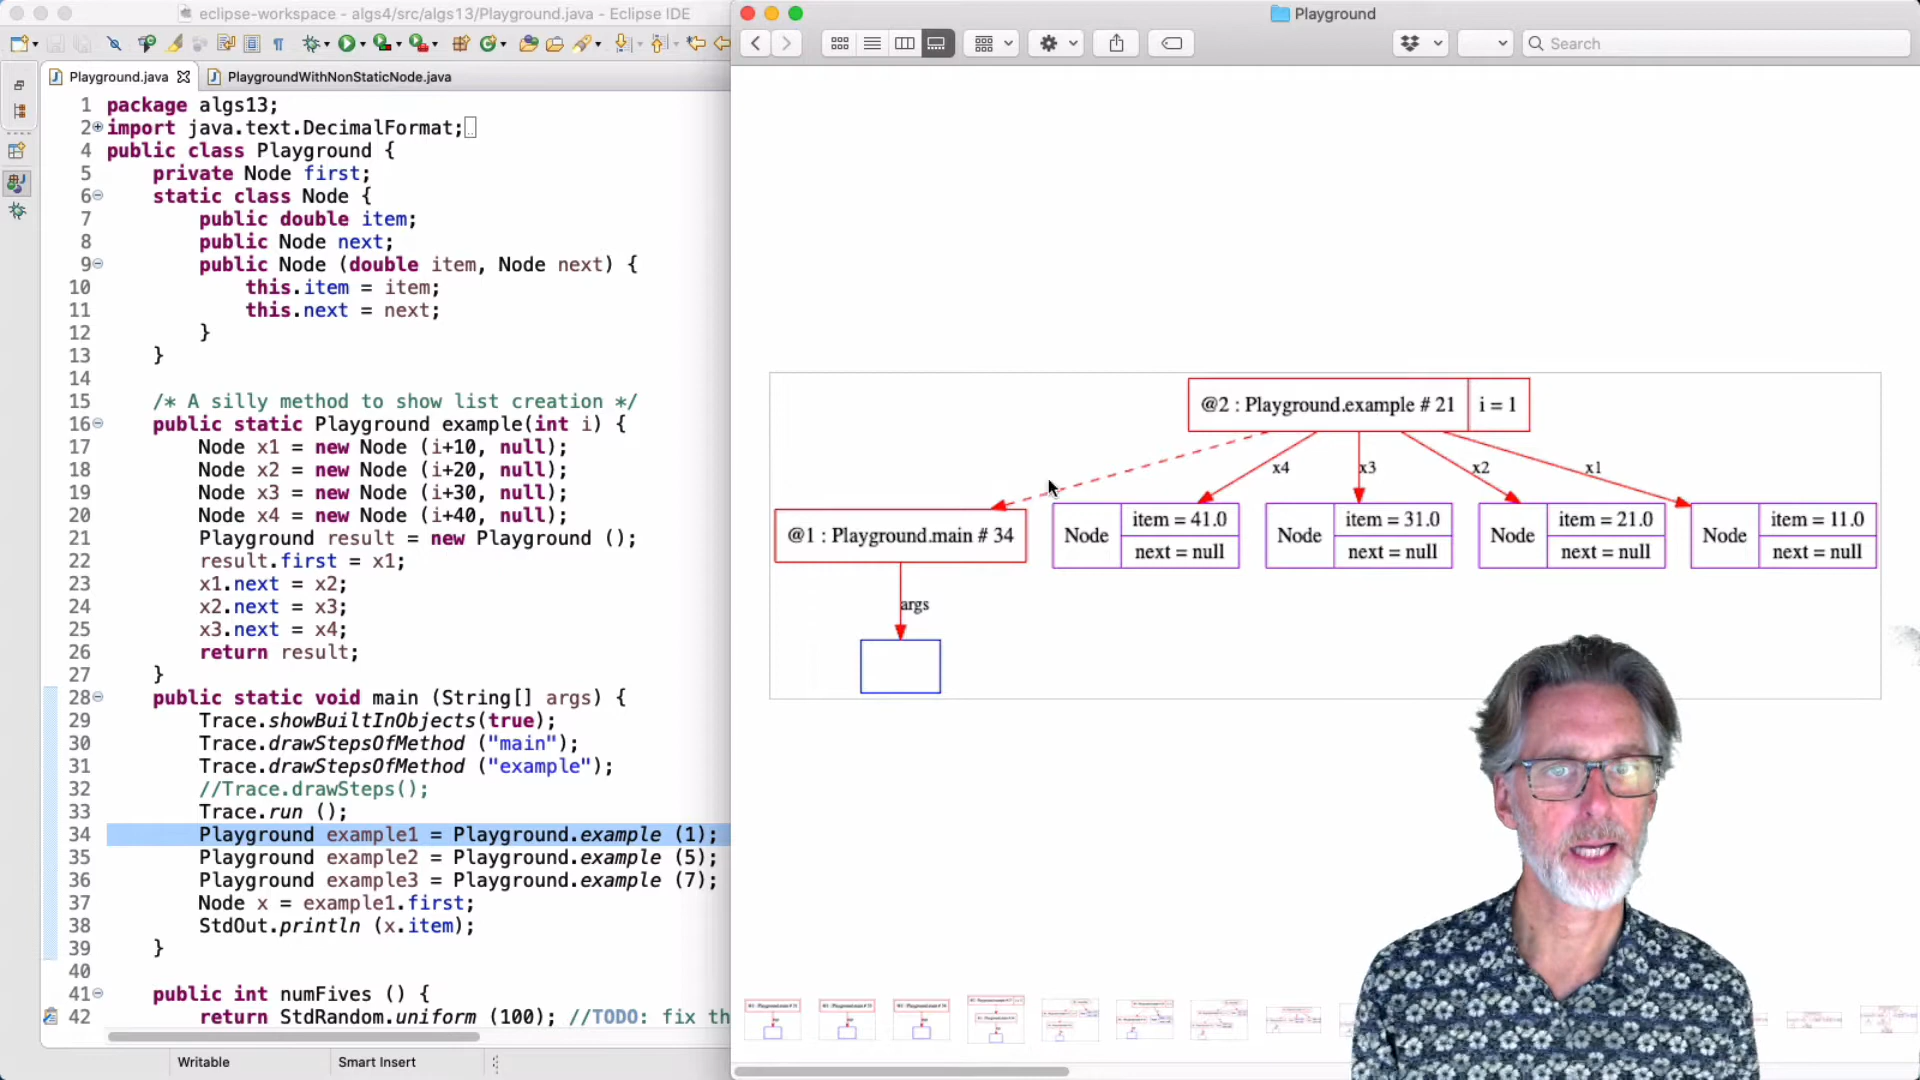 eclipse-workspace - algs4/src/algs13/Playground.java - Eclipse IDE
Playground.java
PlaygroundWithNonStaticNode.java
1 package algs13;
2 import java.text.DecimalFormat;
4 public class Playground {
5 private Node first;
6 static class Node {
7 public double item;
8 public Node next;
9 public Node (double item, Node next) {
10 this.item = item;
11 this.next = next;
12 }
13 }
14
15 /* A silly method to show list creation */
16 public static Playground example(int i) {
17 Node x1 = new Node (i+10, null);
18 Node x2 = new Node (i+20, null);
19 Node x3 = new Node (i+30, null);
20 Node x4 = new Node (i+40, null);
21 Playground result = new Playground ();
22 result.first = x1;
23 x1.next = x2;
24 x2.next = x3;
25 x3.next = x4;
26 return result;
27 }
28 public static void main (String[] args) {
29 Trace.showBuiltInObjects(true);
30 Trace.drawStepsOfMethod ("main");
31 Trace.drawStepsOfMethod ("example");
32 //Trace.drawSteps();
33 Trace.run ();
34 Playground example1 = Playground.example (1);
35 Playground example2 = Playground.example (5);
36 Playground example3 = Playground.example (7);
37 Node x = example1.first;
38 StdOut.println (x.item);
39 }
40
41 public int numFives () {
42 return StdRandom.uniform (100); //TODO: fix th
Writable
Smart Insert
Playground
Search
@2 : Playground.example # 21
i = 1
x4
x3
x2
x1
@1 : Playground.main # 34
Node
item = 41.0
next = null
Node
item = 31.0
next = null
Node
item = 21.0
next = null
Node
item = 11.0
next = null
args